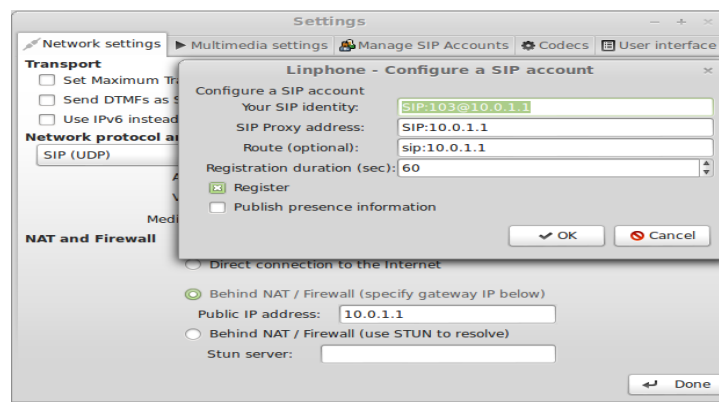 Settings
Network settings
Multimedia settings
Manage SIP Accounts
Codecs
User interface
Transport
Set Maximum
Send DTMFs as
Use IPv6 instead
Network protocol
SIP (UDP)
NAT and Firewall
Linphone - Configure a SIP account
Configure a SIP account
Your SIP identity: SIP:103@10.0.1.1
SIP Proxy address: SIP:10.0.1.1
Route (optional): sip:10.0.1.1
Registration duration (sec): 60
Register
Publish presence information
OK
Cancel
Direct connection to the Internet
Behind NAT / Firewall (specify gateway IP below)
Public IP address: 10.0.1.1
Behind NAT / Firewall (use STUN to resolve)
Stun server:
Done